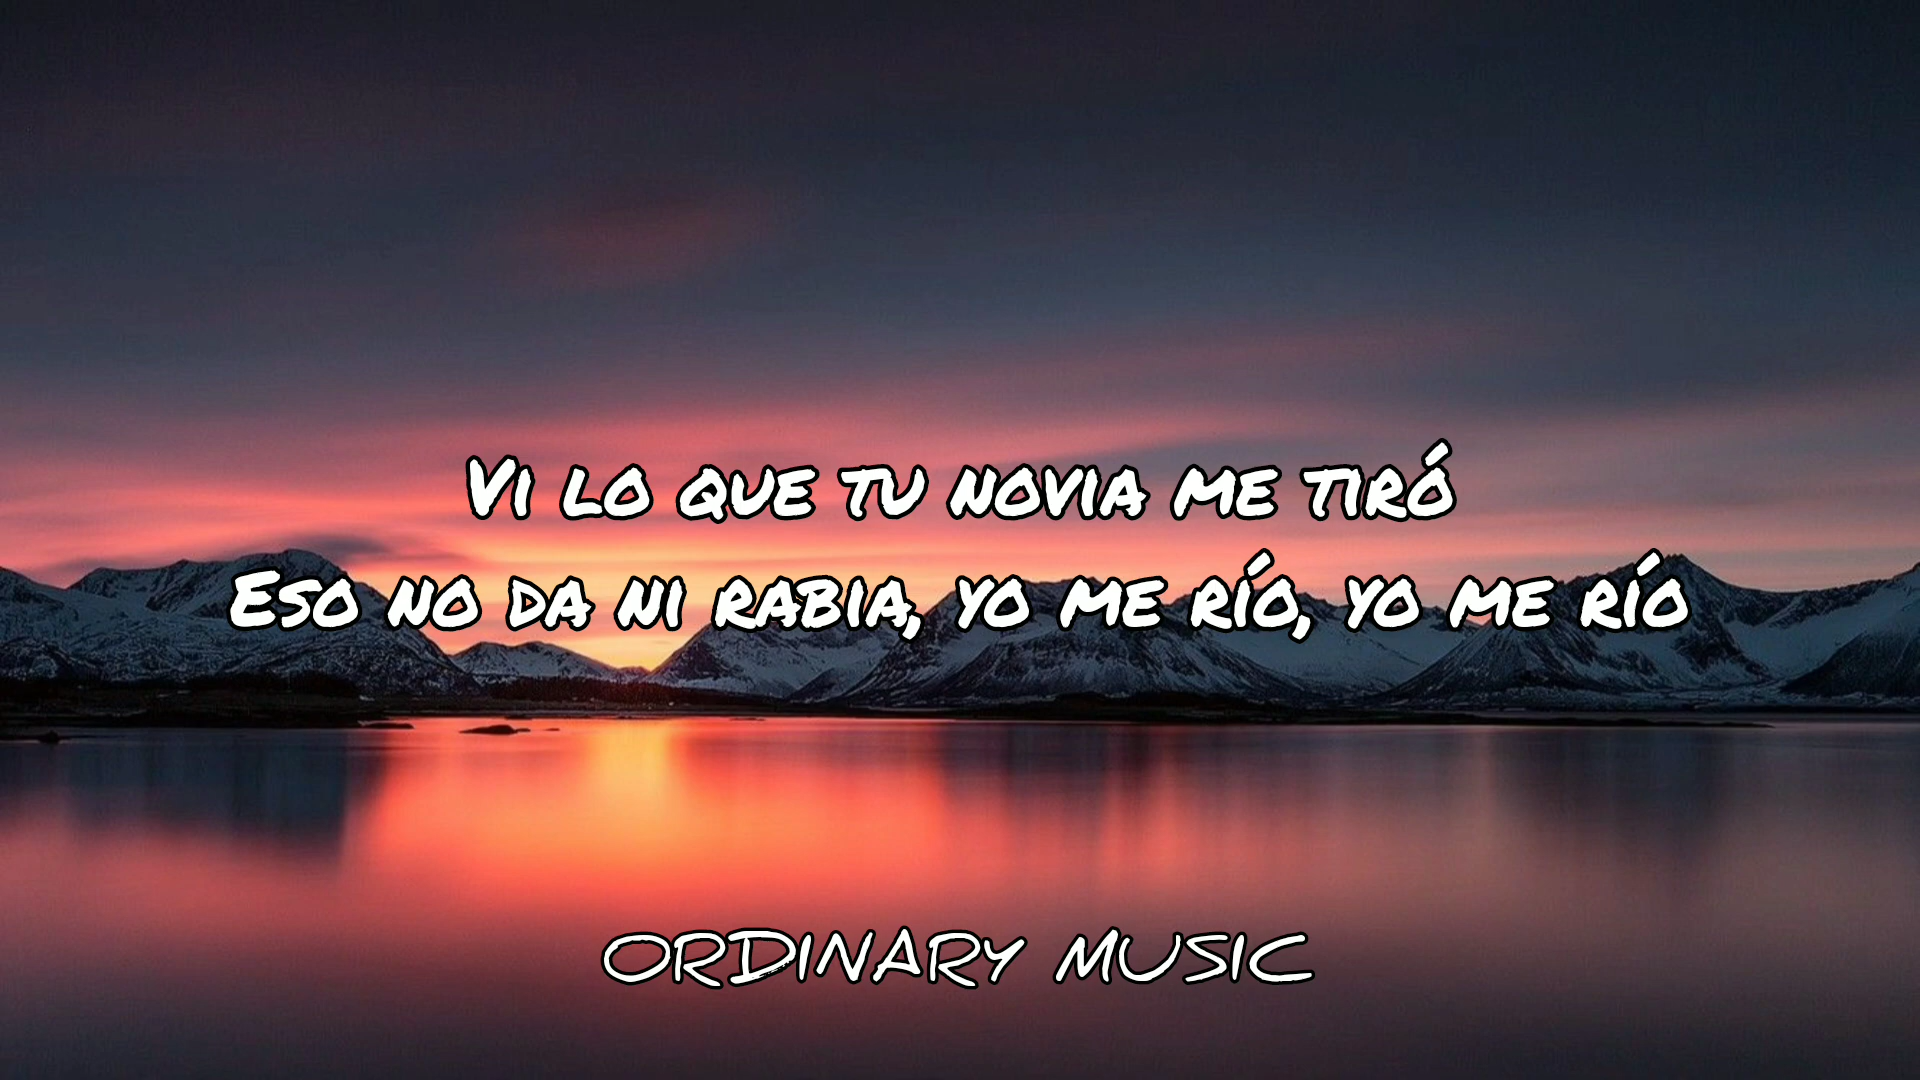 Vi lo que tu novia me tiró
Eso no da ni rabia, yo me río, yo me río
ORDINARY MUSIC